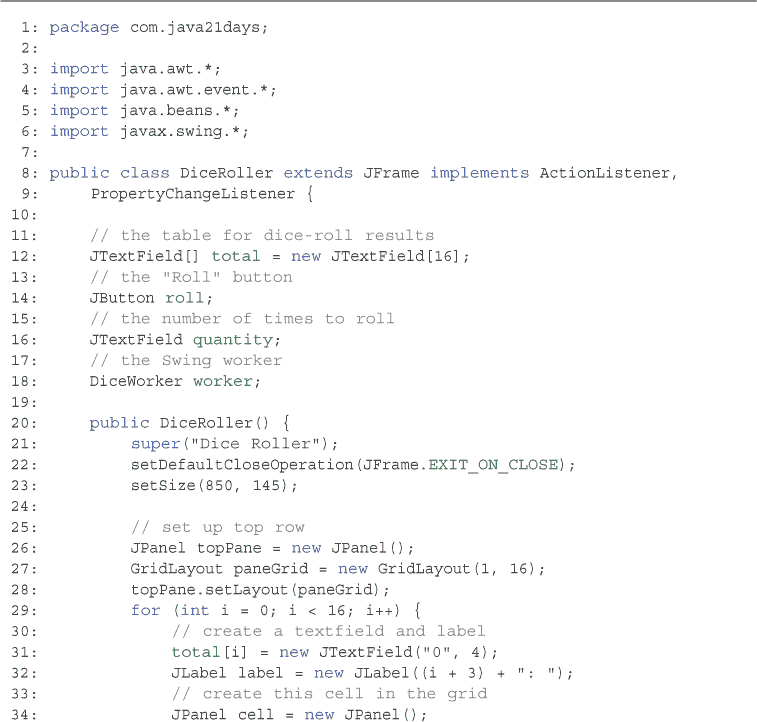 1: package com.java21days;
2:
3: import java.awt.*;
4: import java.awt.event.*;
5: import java.beans.*;
6: import javax.swing.*;
7:
8: public class DiceRoller extends JFrame implements ActionListener,
9:     PropertyChangeListener {
10:
11:     // the table for dice-roll results
12:     JTextField[] total = new JTextField[16];
13:     // the "Roll" button
14:     JButton roll;
15:     // the number of times to roll
16:     JTextField quantity;
17:     // the Swing worker
18:     DiceWorker worker;
19:
20:     public DiceRoller() {
21:         super("Dice Roller");
22:         setDefaultCloseOperation(JFrame.EXIT_ON_CLOSE);
23:         setSize(850, 145);
24:
25:         // set up top row
26:         JPanel topPane = new JPanel();
27:         GridLayout paneGrid = new GridLayout(1, 16);
28:         topPane.setLayout(paneGrid);
29:         for (int i = 0; i < 16; i++) {
30:             // create a textfield and label
31:             total[i] = new JTextField("0", 4);
32:             JLabel label = new JLabel((i + 3) + ": ");
33:             // create this cell in the grid
34:             JPanel cell = new JPanel();